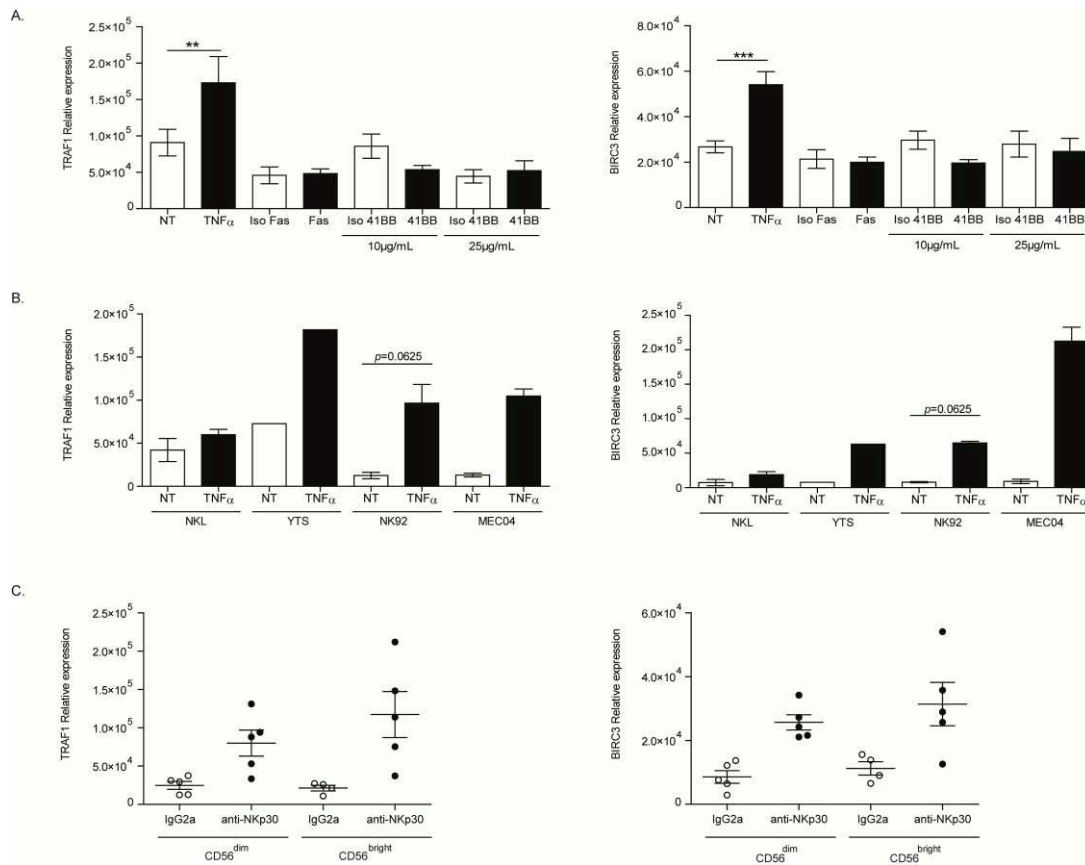 A.
TRAF1 Relative expression
2.5×10⁵
2.0×10⁵
1.5×10⁵
1.0×10⁵
5.0×10⁴
0
**
NT TNFα Iso Fas Fas Iso 41BB 41BB Iso 41BB 41BB
10µg/mL 25µg/mL
BIRC3 Relative expression
8.0×10⁴
6.0×10⁴
4.0×10⁴
2.0×10⁴
0
***
NT TNFα Iso Fas Fas Iso 41BB 41BB Iso 41BB 41BB
10µg/mL 25µg/mL
B.
TRAF1 Relative expression
2.0×10⁵
1.5×10⁵
1.0×10⁵
5.0×10⁴
0
p=0.0625
NT TNFα NT TNFα NT TNFα NT TNFα
NKL YTS NK92 MEC04
BIRC3 Relative expression
2.5×10⁵
2.0×10⁵
1.5×10⁵
1.0×10⁵
5.0×10⁴
0
p=0.0625
NT TNFα NT TNFα NT TNFα NT TNFα
NKL YTS NK92 MEC04
C.
TRAF1 Relative expression
2.5×10⁵
2.0×10⁵
1.5×10⁵
1.0×10⁵
5.0×10⁴
0
IgG2a anti-NKp30 IgG2a anti-NKp30
CD56dim CD56bright
BIRC3 Relative expression
6.0×10⁴
4.0×10⁴
2.0×10⁴
0
IgG2a anti-NKp30 IgG2a anti-NKp30
CD56dim CD56bright